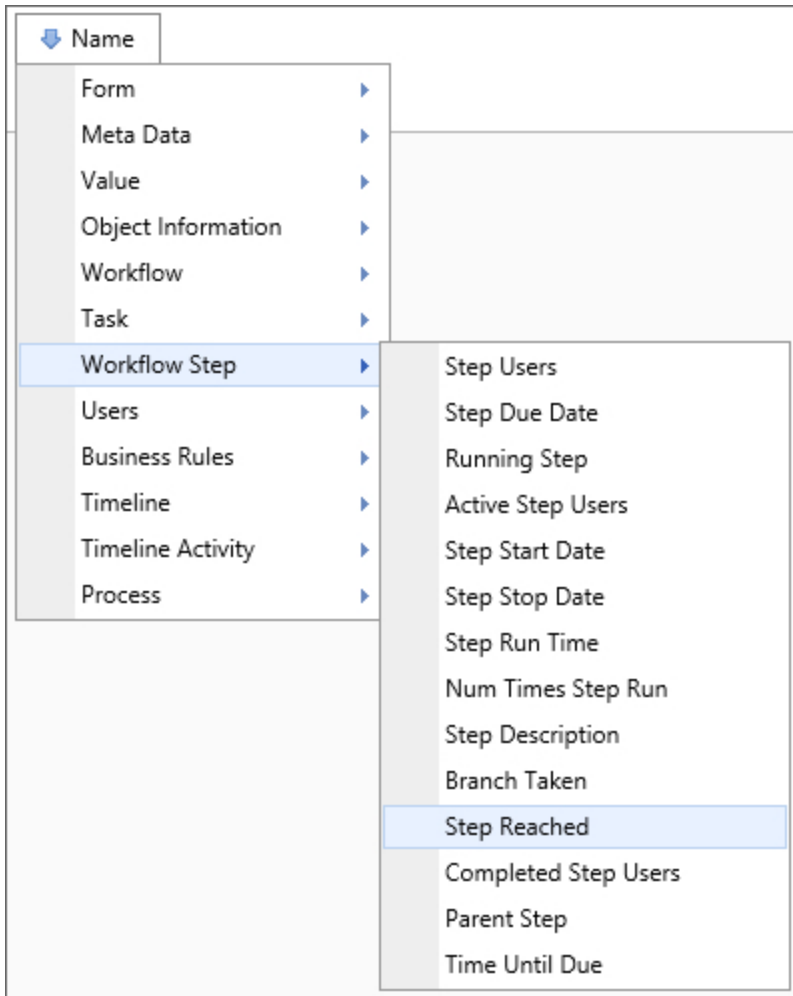 Name
Form
Meta Data
Value
Object Information
Workflow
Task
Workflow Step
Users
Business Rules
Timeline
Timeline Activity
Process
Step Users
Step Due Date
Running Step
Active Step Users
Step Start Date
Step Stop Date
Step Run Time
Num Times Step Run
Step Description
Branch Taken
Step Reached
Completed Step Users
Parent Step
Time Until Due